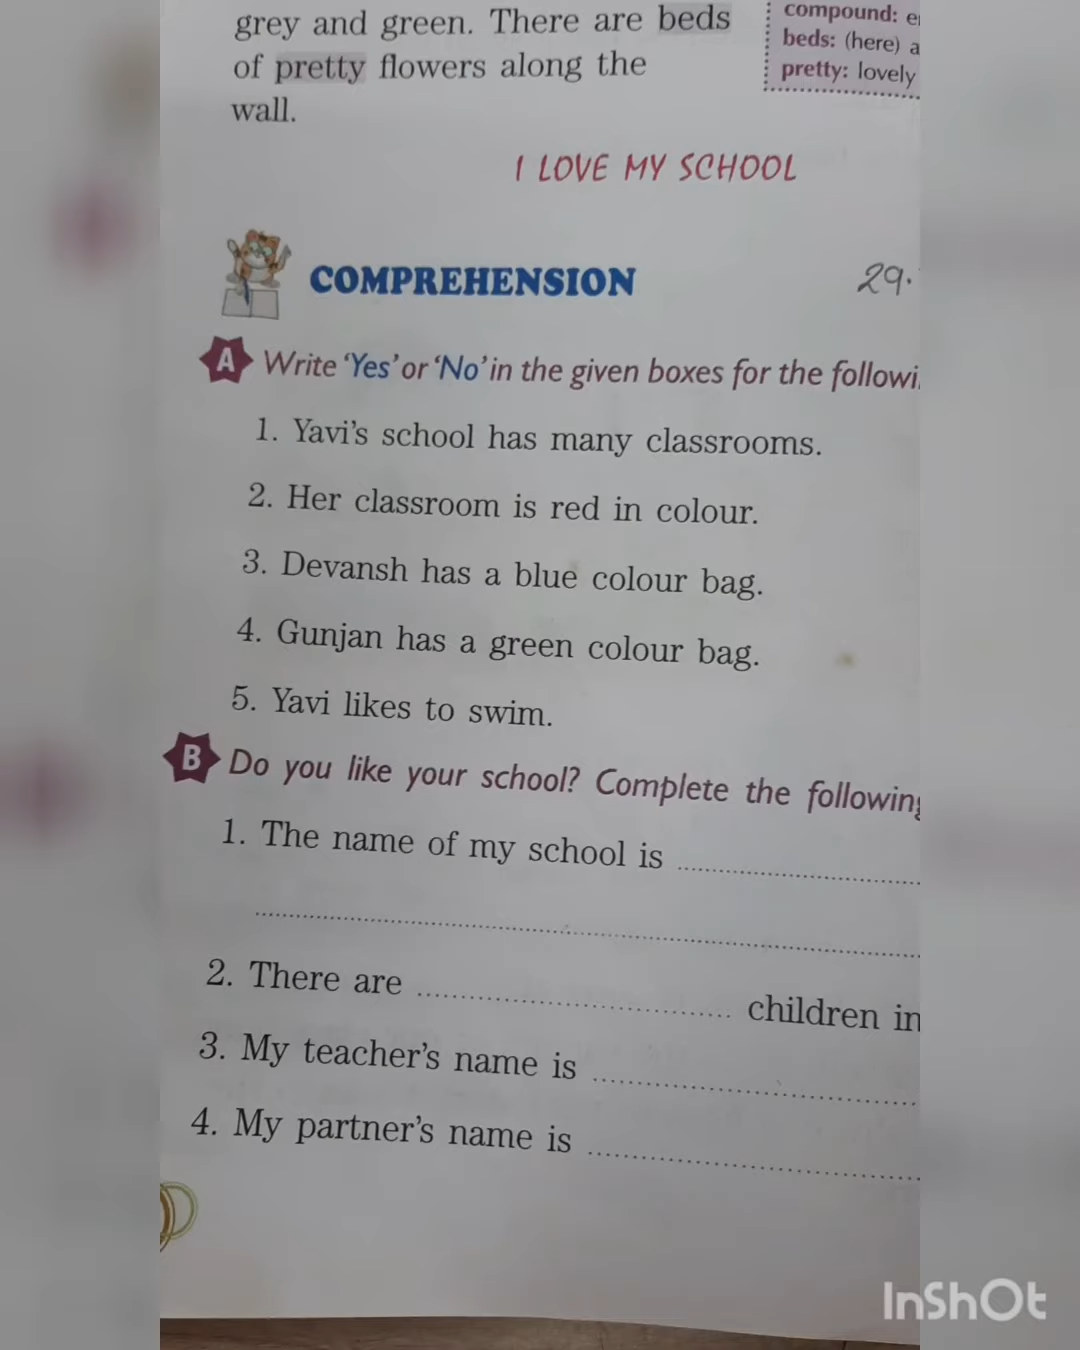 grey and green. There are beds
of pretty flowers along the
wall.
compound:
beds: (here) a
pretty: lovely
I LOVE MY SCHOOL
COMPREHENSION
29.
A Write 'Yes' or 'No' in the given boxes for the
1. Yavi's school has many classrooms.
2. Her classroom is red in colour.
3. Devansh has a blue colour bag.
4. Gunjan has a green colour bag.
5. Yavi likes to swim.
B Do you like your school? Complete the following
1. The name of my school is
2. There are children in
3. My teacher's name is
4. My partner's name is
InShOt